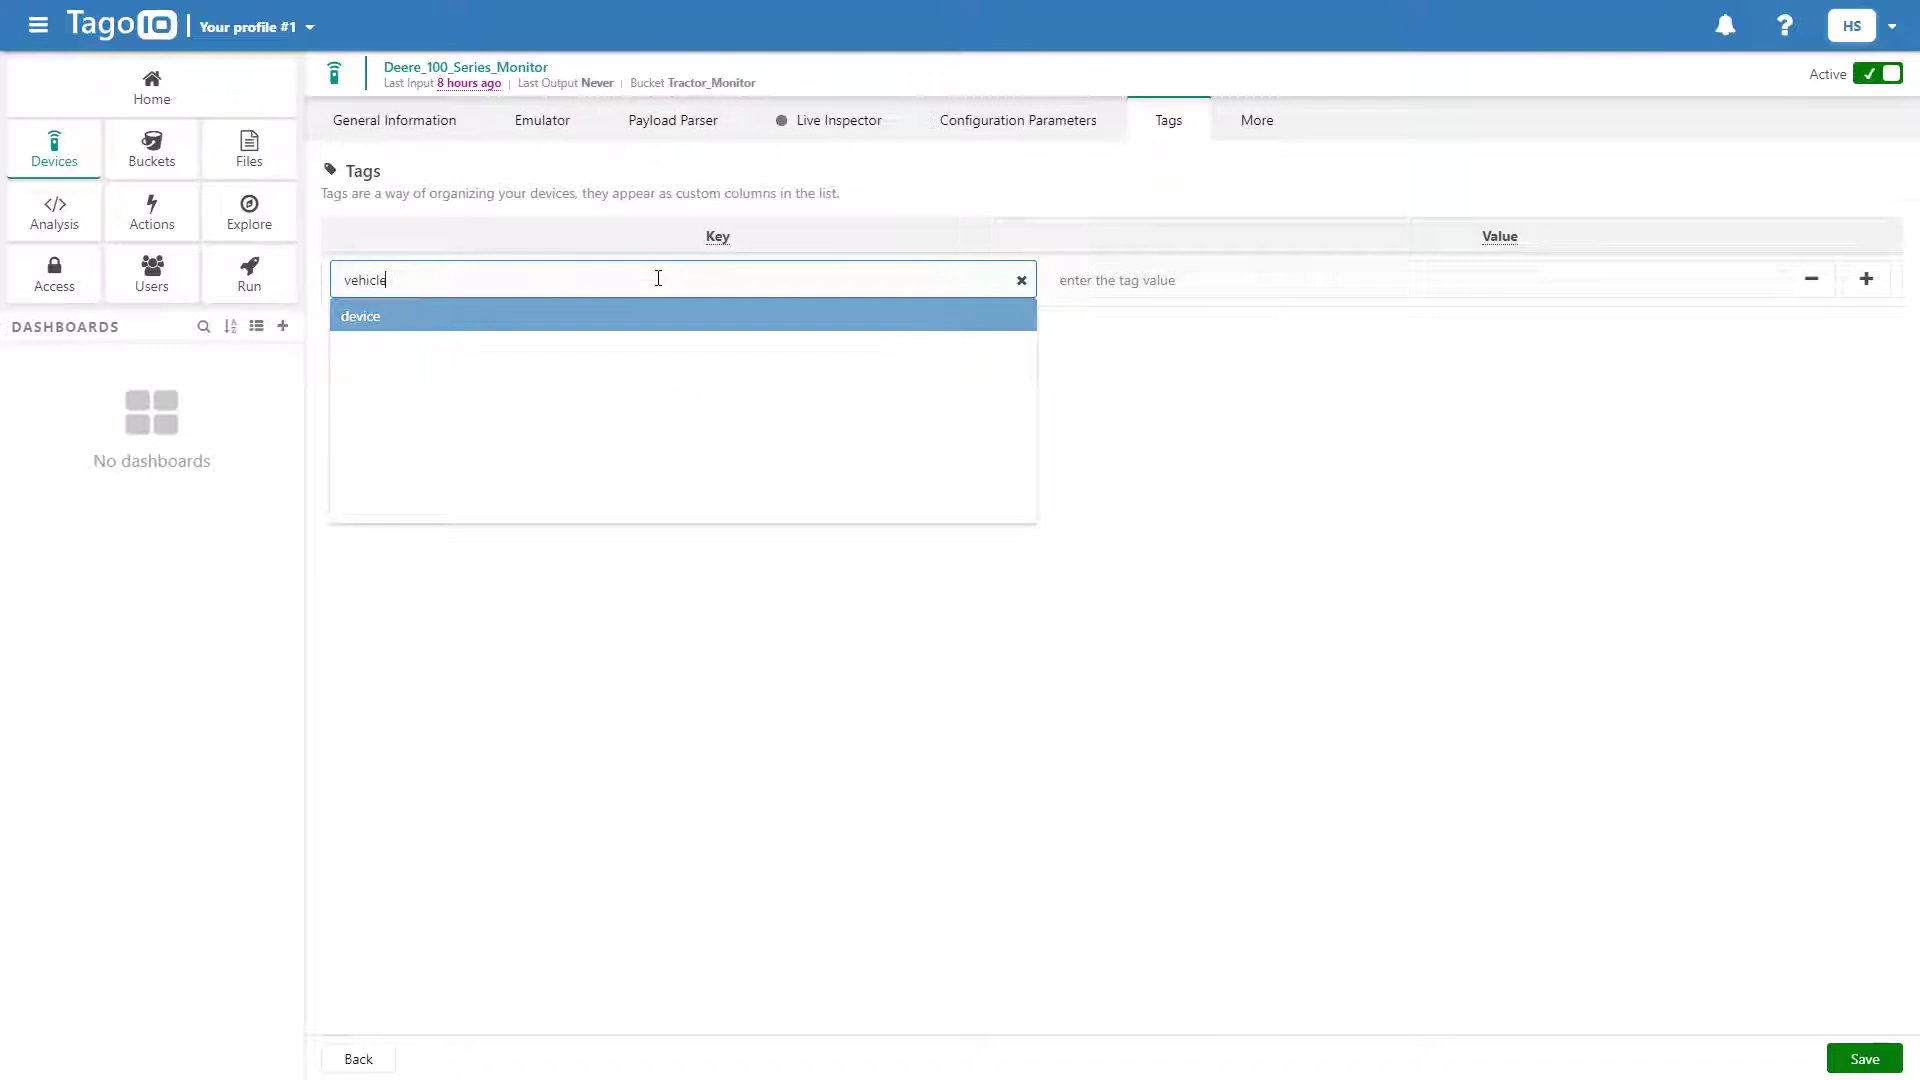 TagoIO
Your profile #1
HS
Home
Devices
Buckets
Files
Analysis
Actions
Explore
Access
Users
Run
DASHBOARDS
No dashboards
Deere_100_Series_Monitor
Last Input 8 hours ago | Last Output Never | Bucket Tractor_Monitor
Active
General Information
Emulator
Payload Parser
Live Inspector
Configuration Parameters
Tags
More
Tags
Tags are a way of organizing your devices, they appear as custom columns in the list.
Key
Value
vehicle
enter the tag value
device
Back
Save